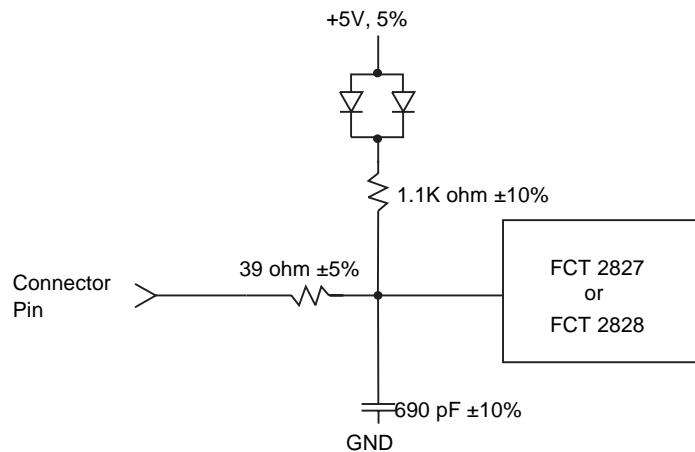 +5V, 5%
1.1K ohm ±10%
39 ohm ±5%
Connector
Pin
FCT 2827
or
FCT 2828
690 pF ±10%
GND